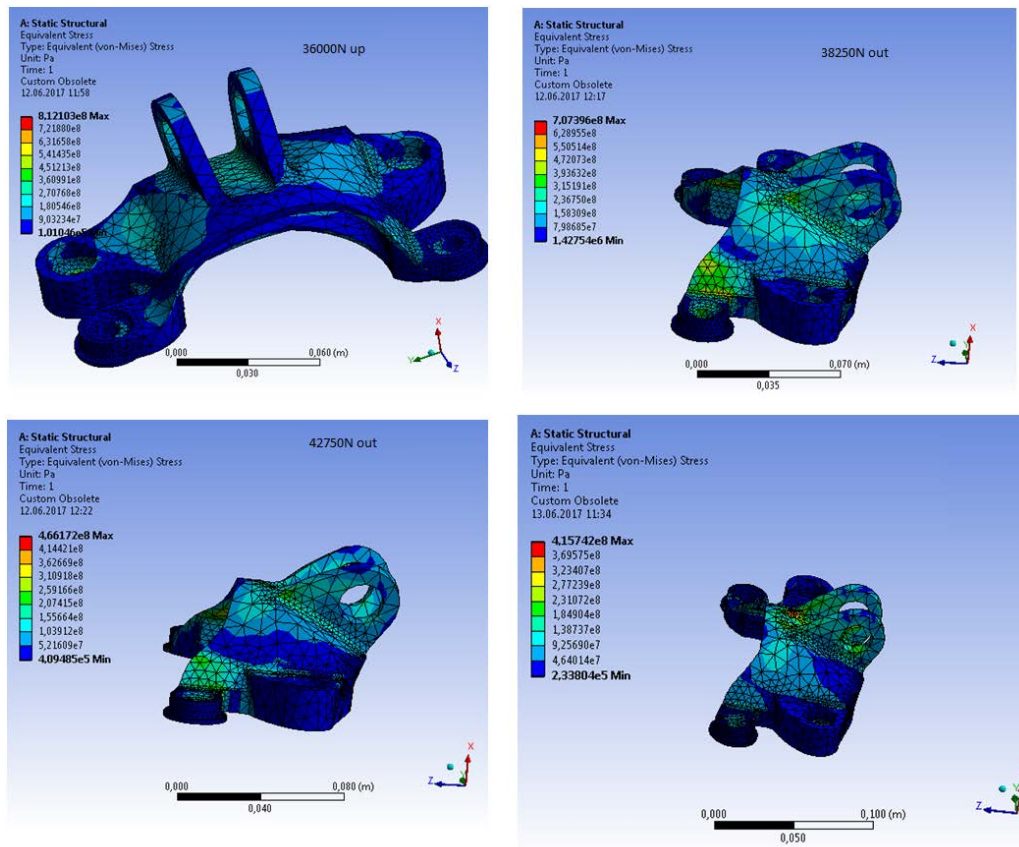 A: Static Structural
Equivalent Stress
Type: Equivalent (von-Mises) Stress
Unit: Pa
Time: 1
Custom Obsolete
12.06.2017 11:58
36000N up
8,12103e8 Max
7,21880e8
6,31658e8
5,41435e8
4,51213e8
3,60991e8
2,70768e8
1,80546e8
9,03234e7
1,01046e5 Min
0,000
0,060 (m)
0,030
X
Y
Z
A: Static Structural
Equivalent Stress
Type: Equivalent (von-Mises) Stress
Unit: Pa
Time: 1
Custom Obsolete
12.06.2017 12:17
38250N out
7,07396e8 Max
6,28955e8
5,50514e8
4,72073e8
3,93632e8
3,15191e8
2,36750e8
1,58309e8
7,98685e7
1,42754e6 Min
0,000
0,070 (m)
0,035
X
Y
Z
A: Static Structural
Equivalent Stress
Type: Equivalent (von-Mises) Stress
Unit: Pa
Time: 1
Custom Obsolete
12.06.2017 12:22
42750N out
4,66172e8 Max
4,14421e8
3,62669e8
3,10918e8
2,59166e8
2,07415e8
1,55664e8
1,03912e8
5,21609e7
4,09485e5 Min
0,000
0,080 (m)
0,040
X
Y
Z
A: Static Structural
Equivalent Stress
Type: Equivalent (von-Mises) Stress
Unit: Pa
Time: 1
Custom Obsolete
13.06.2017 11:34
4,15742e8 Max
3,69575e8
3,23407e8
2,77239e8
2,31072e8
1,84904e8
1,38737e8
9,25690e7
4,64014e7
2,33804e5 Min
0,000
0,100 (m)
0,050
Z